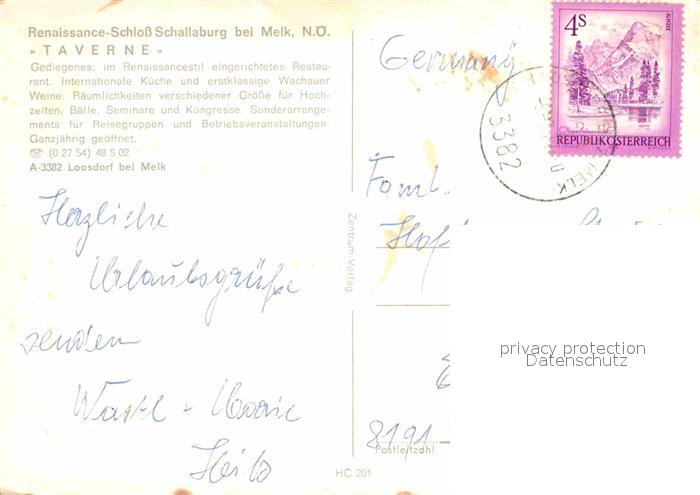 Renaissance-Schloß Schallaburg bei Melk, N.Ö.
» TAVERNE «
Gediegenes, im Renaissancestil eingerichtetes Restau-
rant. Internationale Küche und erstklassige Wachauer
Weine. Räumlichkeiten verschiedener Größe für Hoch-
zeiten, Bälle, Seminare und Kongresse. Sonderarrange-
ments für Reisegruppen und Betriebsveranstaltungen.
Ganzjährig geöffnet.
☎ (0 27 54) 48 5 02
A-3382 Loosdorf bei Melk
Herzliche
Urlaubsgrüße
senden
Zentrum-Verlag
HC 201
Germany
4S
ALMSEE
REPUBLIK ÖSTERREICH
3382
MELK
Faml.
8191
Postleitzahl
privacy protection
Datenschutz